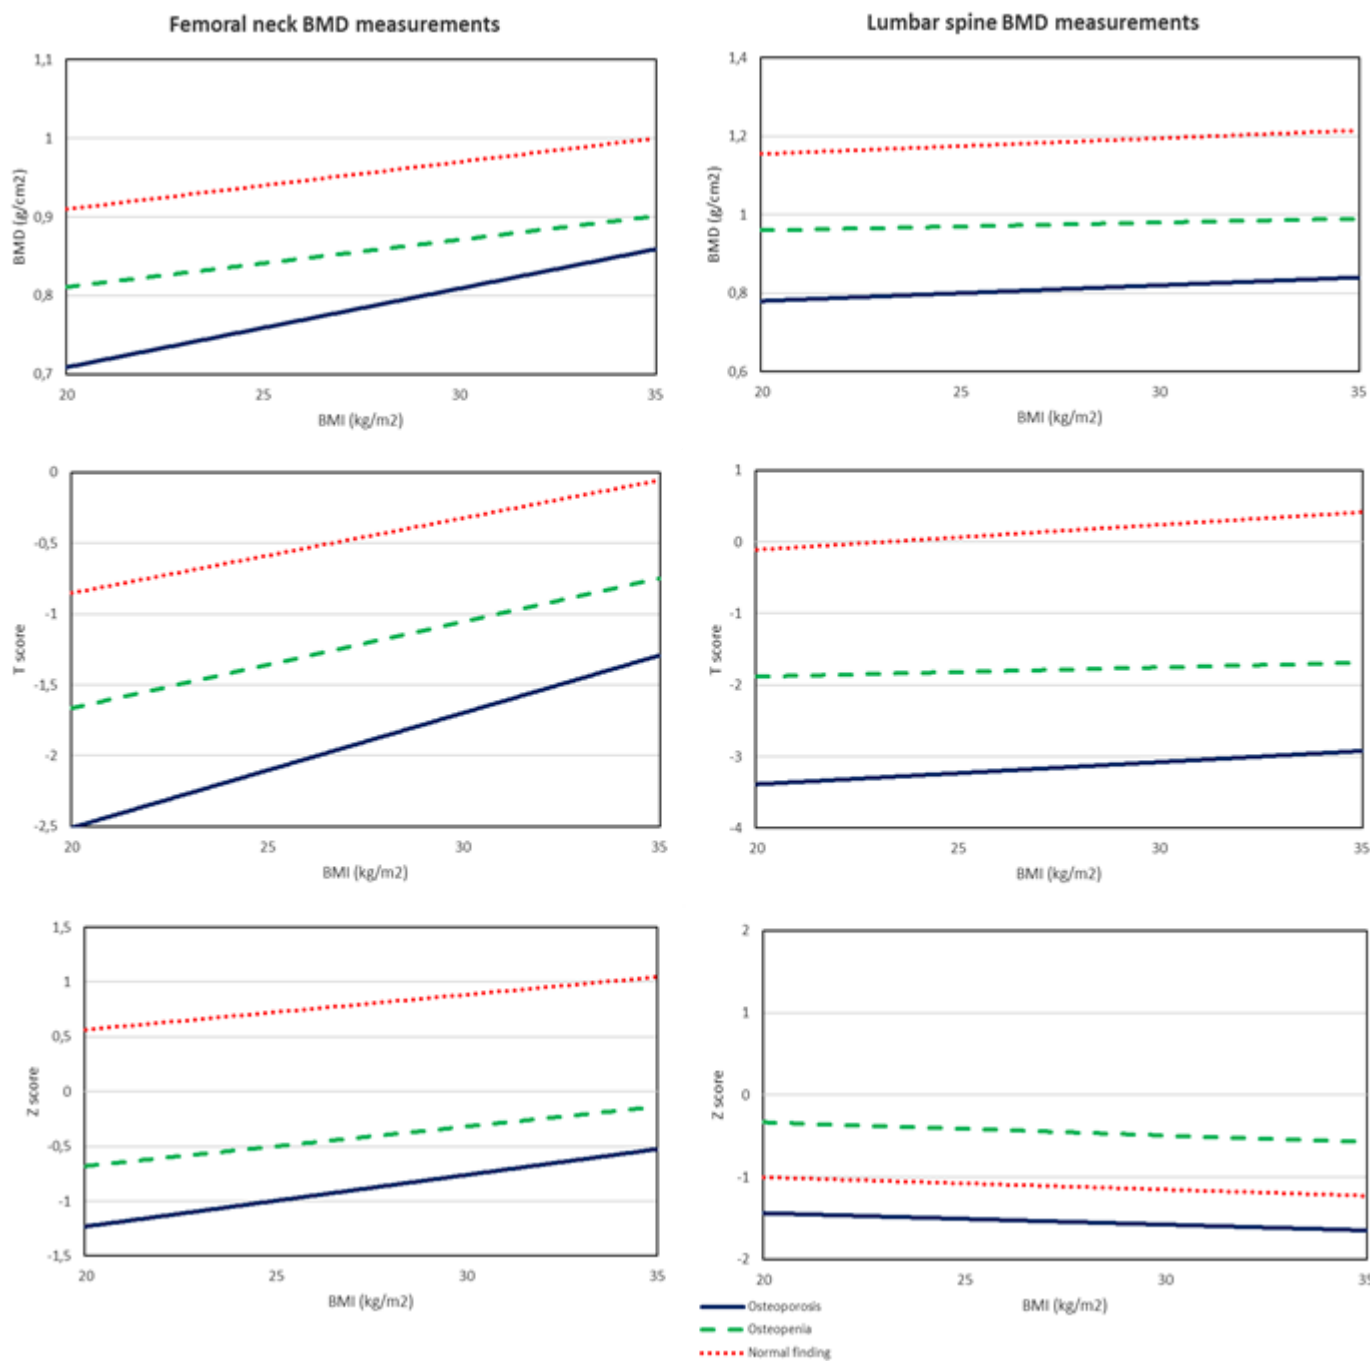 Femoral neck BMD measurements
1,1
1
0,9
0,8
0,7
BMD (g/cm2)
20 25 30 35
BMI (kg/m2)
Lumbar spine BMD measurements
1,4
1,2
1
0,8
0,6
BMD (g/cm2)
20 25 30 35
BMI (kg/m2)
0
-0,5
-1
-1,5
-2
-2,5
T score
20 25 30 35
BMI (kg/m2)
1
0
-1
-2
-3
-4
T score
20 25 30 35
BMI (kg/m2)
1,5
1
0,5
0
-0,5
-1
-1,5
Z score
20 25 30 35
BMI (kg/m2)
2
1
0
-1
-2
Z score
20 25 30 35
BMI (kg/m2)
Osteoporosis
Osteopenia
Normal finding